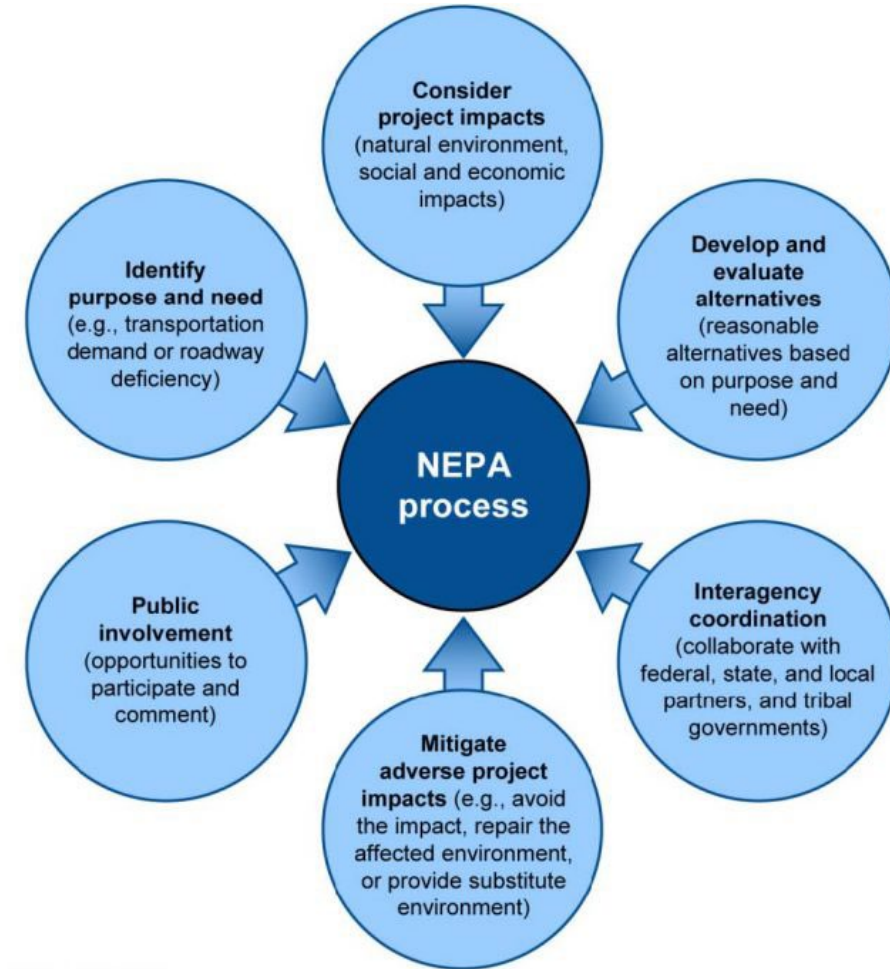 Consider
project impacts
(natural environment,
social and economic
impacts)
Develop and
evaluate
alternatives
(reasonable
alternatives based
on purpose and
need)
Interagency
coordination
(collaborate with
federal, state, and local
partners, and tribal
governments)
Mitigate
adverse project
impacts (e.g., avoid
the impact, repair the
affected environment,
or provide substitute
environment)
Public
involvement
(opportunities to
participate and
comment)
Identify
purpose and need
(e.g., transportation
demand or roadway
deficiency)
NEPA
process